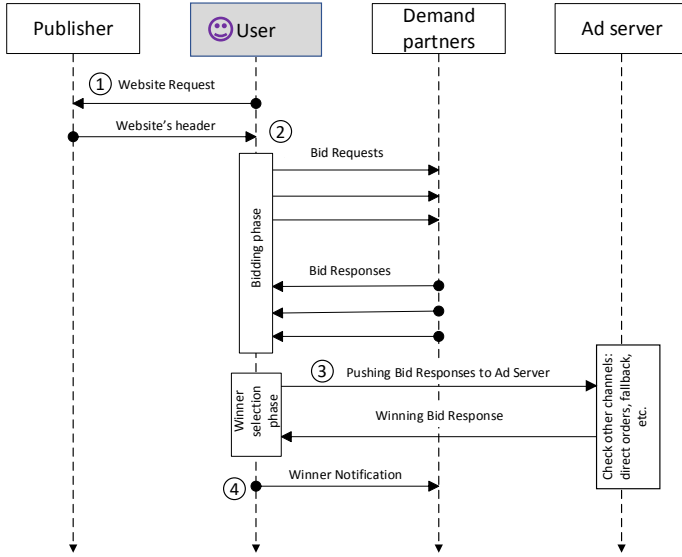 Publisher
User
Demand
partners
Ad server
1 Website Request
Website's header
2
Bid Requests
Bidding phase
Bid Responses
3 Pushing Bid Responses to Ad Server
Winner
selection
phase
Winning Bid Response
Check other channels:
direct orders, fallback,
etc.
4 Winner Notification